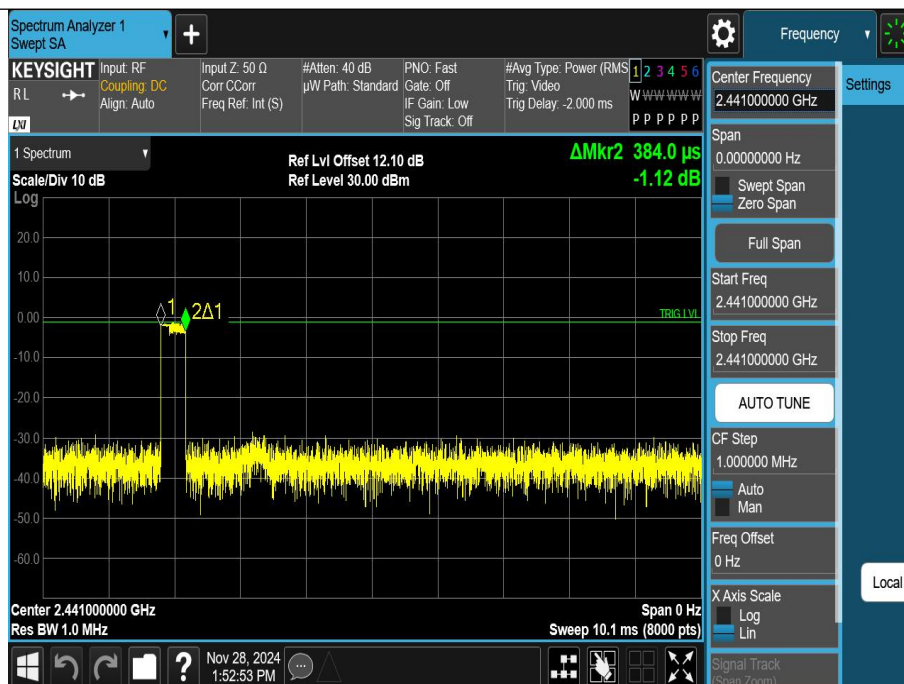 Spectrum Analyzer 1
Swept SA
+
Frequency
KEYSIGHT
R L
LXI
Input: RF
Coupling: DC
Align: Auto
Input Z: 50 Ω
Corr CCorr
Freq Ref: Int (S)
#Atten: 40 dB
µW Path: Standard
PNO: Fast
Gate: Off
IF Gain: Low
Sig Track: Off
#Avg Type: Power (RMS
Trig: Video
Trig Delay: -2.000 ms
1 2 3 4 5 6
W W W W W W
P P P P P P
1 Spectrum
Scale/Div 10 dB
Log
Ref Lvl Offset 12.10 dB
Ref Level 30.00 dBm
ΔMkr2 384.0 µs
-1.12 dB
20.0
10.0
0.00
-10.0
-20.0
-30.0
-40.0
-50.0
-60.0
1
2Δ1
TRIG LVL
Center 2.441000000 GHz
Res BW 1.0 MHz
Span 0 Hz
Sweep 10.1 ms (8000 pts)
Center Frequency
2.441000000 GHz
Span
0.00000000 Hz
Swept Span
Zero Span
Full Span
Start Freq
2.441000000 GHz
Stop Freq
2.441000000 GHz
AUTO TUNE
CF Step
1.000000 MHz
Auto
Man
Freq Offset
0 Hz
X Axis Scale
Log
Lin
Signal Track
(Span Zoom)
Settings
Local
?
Nov 28, 2024
1:52:53 PM